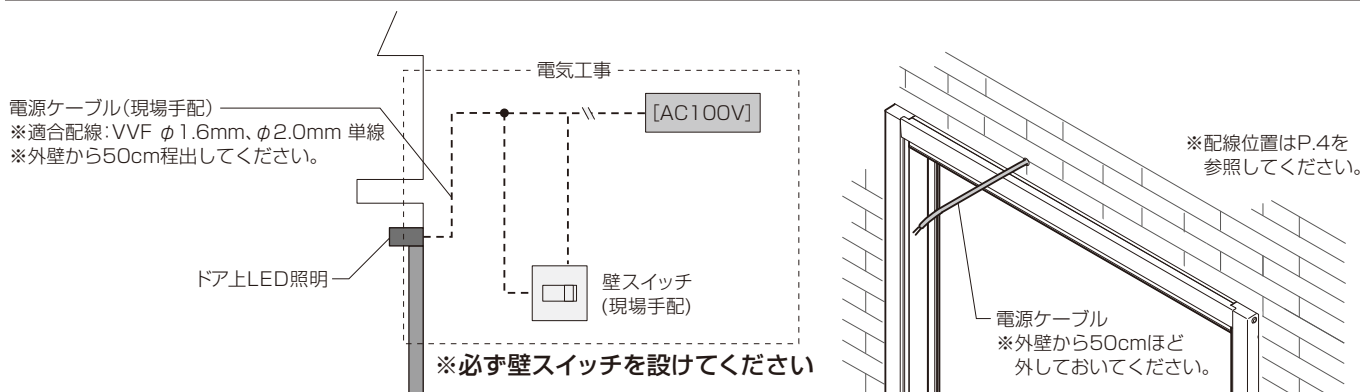 電気工事
電源ケーブル(現場手配)
※適合配線:VVF φ1.6mm、φ2.0mm 単線
※外壁から50cm程出してください。
[AC100V]
ドア上LED照明
壁スイッチ
(現場手配)
※必ず壁スイッチを設けてください
※配線位置はP.4を
参照してください。
電源ケーブル
※外壁から50cmほど
外しておいてください。